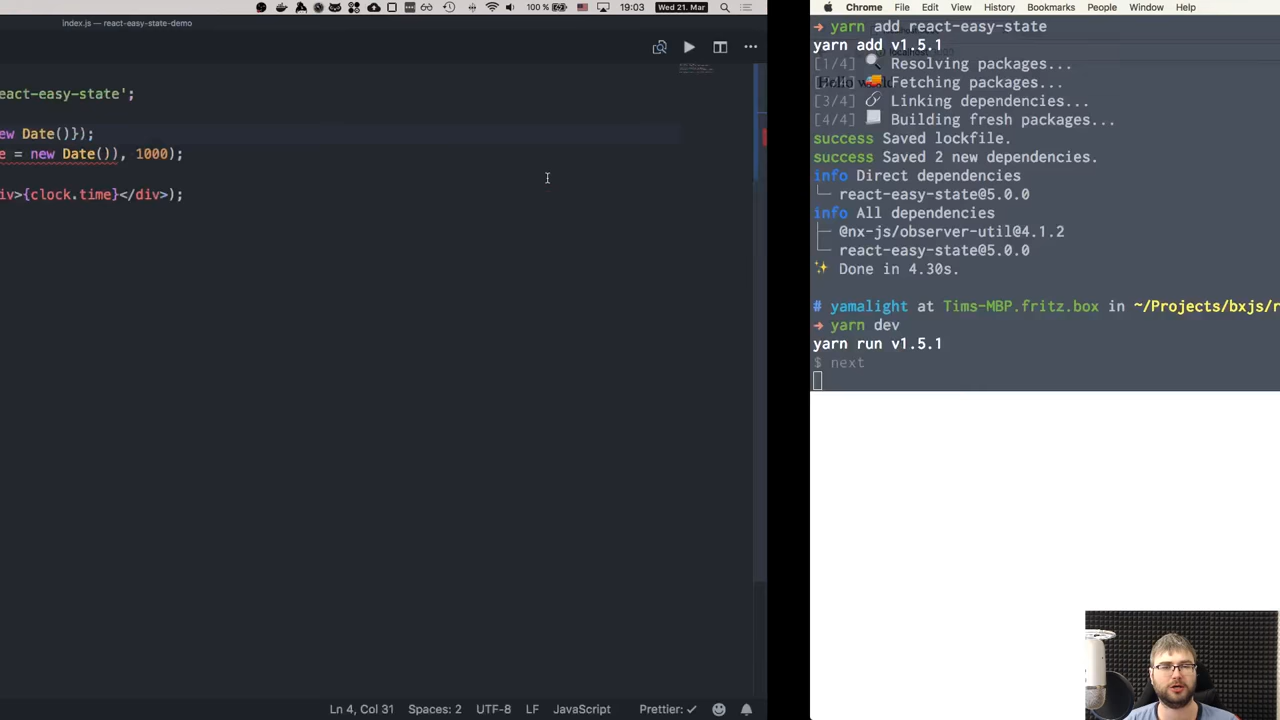 100 %
19:03
Wed 21. Mar
index.js — react-easy-state-demo
eact-easy-state';
ew Date()});
e = new Date()), 1000);
iv>{clock.time}</div>);
Ln 4, Col 31
Spaces: 2
UTF-8
LF
JavaScript
Prettier: ✓
Chrome File Edit View History Bookmarks People Window Help
➜ yarn add react-easy-state
yarn add v1.5.1
[1/4] 🔍 Resolving packages...
🚚 Fetching packages...
[3/4] 🔗 Linking dependencies...
[4/4] 📃 Building fresh packages...
success Saved lockfile.
success Saved 2 new dependencies.
info Direct dependencies
└─ react-easy-state@5.0.0
info All dependencies
├─ @nx-js/observer-util@4.1.2
└─ react-easy-state@5.0.0
✨ Done in 4.30s.
# yamalight at Tims-MBP.fritz.box in ~/Projects/bxjs/r
➜ yarn dev
yarn run v1.5.1
$ next